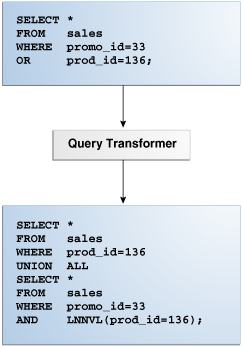 SELECT *
FROM   sales
WHERE  promo_id=33
OR     prod_id=136;
Query Transformer
SELECT *
FROM   sales
WHERE  prod_id=136
UNION ALL
SELECT *
FROM   sales
WHERE  promo_id=33
AND    LNNVL(prod_id=136);